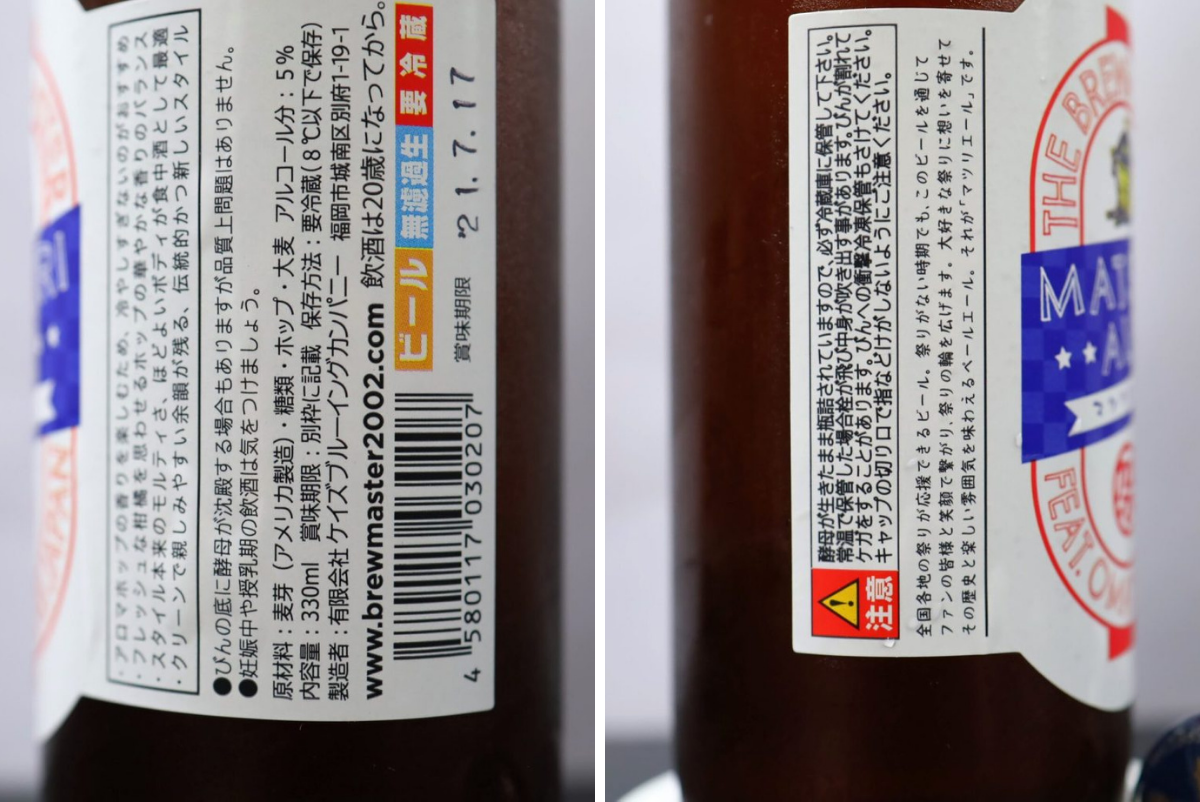 ・アロマホップの香りを楽しむため、冷やしすぎないのがおすすめ
・フレッシュな柑橘を思わせるホップの華やかな香りのバランス
・スタイル本来のモルティさ、ほどよいボディが食中酒として最適
・クリーンで親しみやすい余韻が残る、伝統的かつ新しいスタイル
●びんの底に酵母が沈殿する場合もありますが品質上問題はありません。
●妊娠中や授乳期の飲酒は気をつけましょう。
原材料：麦芽（アメリカ製造）・糖類・ホップ・大麦 アルコール分：5%
内容量：330ml 賞味期限：別枠に記載 保存方法：要冷蔵(8℃以下で保存)
製造者：有限会社 ケイズブルーイングカンパニー 福岡市城南区別府1-19-1
www.brewmaster2002.com 飲酒は20歳になってから。
ビール 無濾過生 要冷蔵
賞味期限 '21.7.17
4 580117 030207
注意
酵母が生きたまま瓶詰されていますので、必ず冷蔵庫に保管して下さい。
常温で保管した場合栓が飛び中身が吹き出す事があります。びんが割れて
ケガをすることがあります。びんへの衝撃冷凍保管もさけてください。
キャップの切り口で指などけがしないようにご注意ください。
全国各地の祭りが応援できるビール。祭りがない時期でも、このビールを通じて
ファンの皆様と笑顔で繋がり、祭りの輪を広げます。大好きな祭りに想いを寄せて
その歴史と楽しい雰囲気を味わえるペールエール。それが「マツリエール」です。
THE BREW
MAT
A
FEAT.